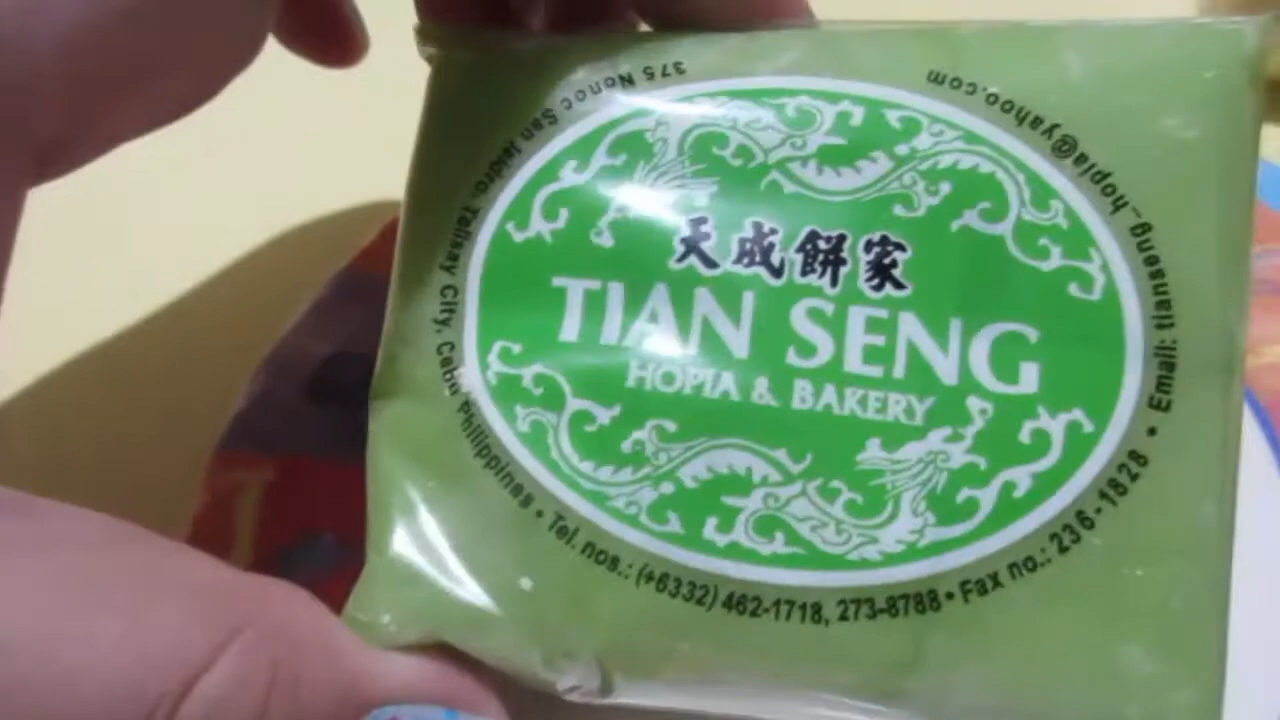 天成餅家
TIAN SENG
HOPIA & BAKERY
375 Nonoc San Isidro, Talisay City, Cebu Philippines • Tel. nos.: (+6332) 462-1718, 273-8788 • Fax no.: 236-1828 • Email: tianseng_hopia@yahoo.com